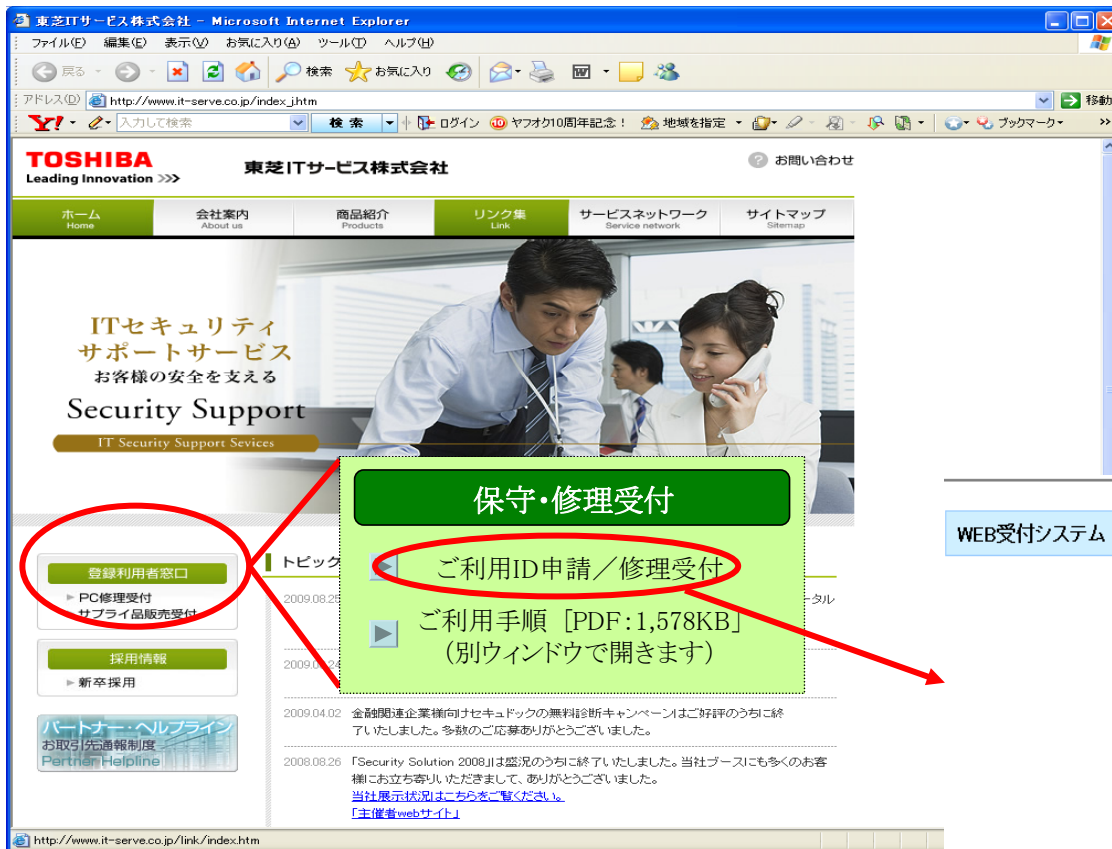 東芝ITサービス株式会社 - Microsoft Internet Explorer
ファイル(F) 編集(E) 表示(V) お気に入り(A) ツール(T) ヘルプ(H)
戻る 検索 お気に入り
アドレス(D) http://www.it-serve.co.jp/index_j.htm 移動
Y! 入力して検索 検索 ログイン ヤフオク10周年記念! 地域を指定 ブックマーク
TOSHIBA
Leading Innovation >>>
東芝ITサービス株式会社
お問い合わせ
ホーム 会社案内 商品紹介 リンク集 サービスネットワーク サイトマップ
Home About us Products Link Service network Sitemap
ITセキュリティ
サポートサービス
お客様の安全を支える
Security Support
IT Security Support Sevices
保守・修理受付
ご利用ID申請／修理受付
ご利用手順 [PDF:1,578KB]
(別ウィンドウで開きます)
WEB受付システム
登録利用者窓口
PC修理受付
サプライ品販売受付
採用情報
新卒採用
パートナー・ヘルプライン
お取引先通報制度
Partner Helpline
トピック
2009.08.25 ータル
2009.0 .24
2009.04.02 金融関連企業様向けセキュドックの無料診断キャンペーンはご好評のうちに終
了いたしました。多数のご応募ありがとうございました。
2008.08.26 「Security Solution 2008」は盛況のうちに終了いたしました。当社ブースにも多くのお客
様にお立ち寄りいただきまして、ありがとうございました。
当社展示状況はこちらをご覧ください。
「主催者webサイト」
http://www.it-serve.co.jp/link/index.htm